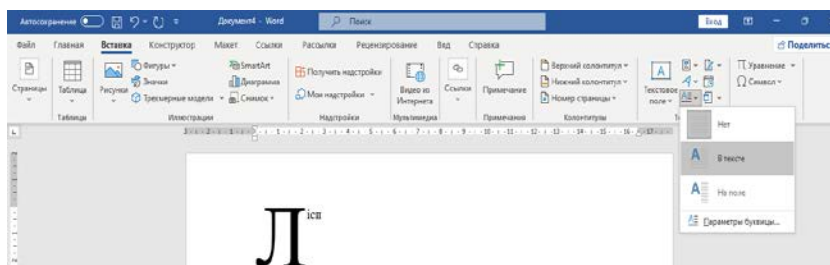 Автосохранение Документ4 - Word Поиск Вход
Файл Главная Вставка Конструктор Макет Ссылки Рассылки Рецензирование Вид Справка Поделитьс
Страницы Таблица Рисунки Фигуры Значки Трехмерные модели SmartArt Диаграмма Снимок Получить надстройки Мои надстройки Видео из Интернета Ссылки Примечание Верхний колонтитул Нижний колонтитул Номер страницы Текстовое поле Уравнение Символ
Таблицы Иллюстрации Надстройки Мультимедиа Примечания Колонтитулы
Нет
В тексте
На поле
Параметры буквицы...
Л